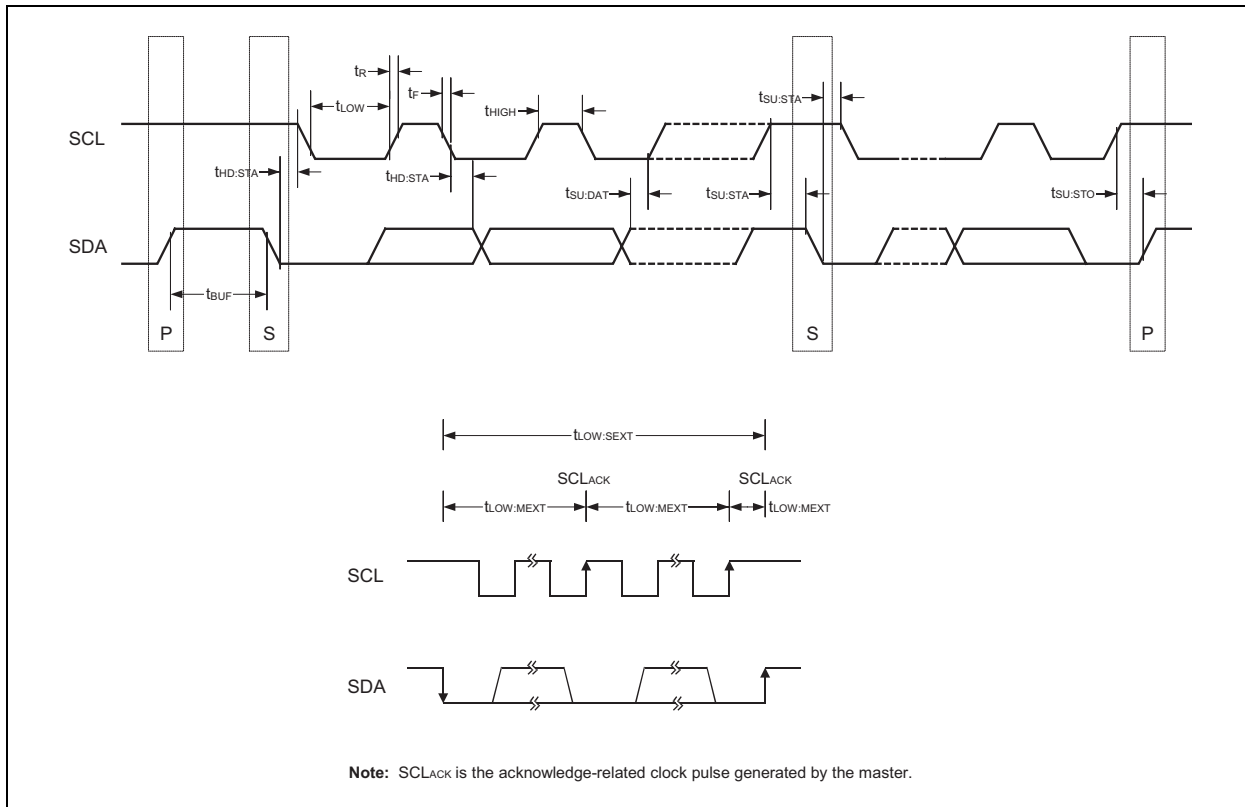 tR
tF
tSU:STA
tLOW
tHIGH
SCL
tHD:STA
tHD:STA
tSU:DAT
tSU:STA
tSU:STO
SDA
tBUF
P
S
S
P
tLOW:SEXT
SCLACK
SCLACK
tLOW:MEXT
tLOW:MEXT
tLOW:MEXT
SCL
SDA
Note: SCLACK is the acknowledge-related clock pulse generated by the master.